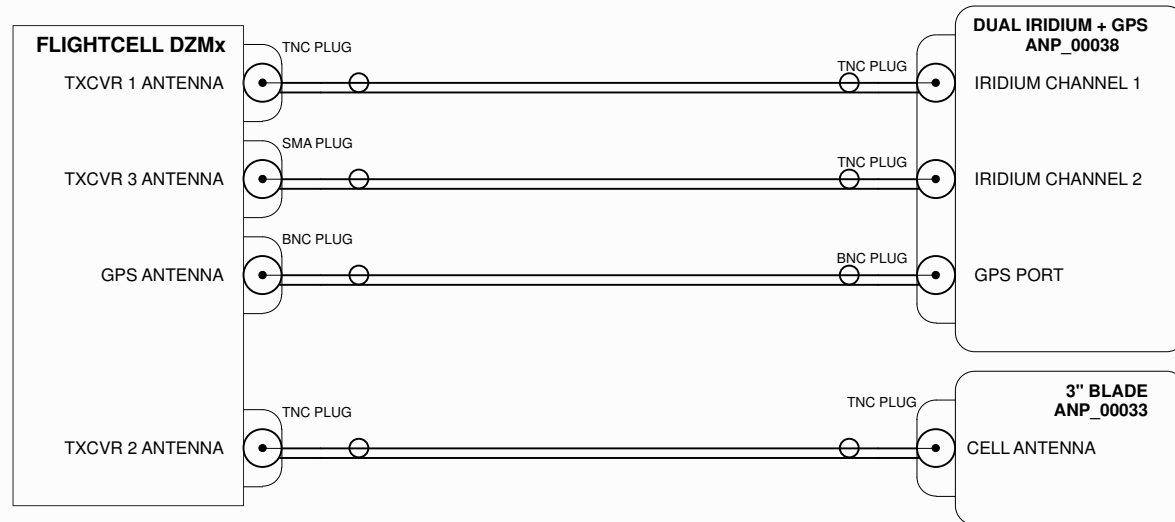 FLIGHTCELL DZMx
TNC PLUG
TXCVR 1 ANTENNA
SMA PLUG
TXCVR 3 ANTENNA
BNC PLUG
GPS ANTENNA
TNC PLUG
TXCVR 2 ANTENNA
DUAL IRIDIUM + GPS
ANP_00038
TNC PLUG
IRIDIUM CHANNEL 1
TNC PLUG
IRIDIUM CHANNEL 2
BNC PLUG
GPS PORT
3" BLADE
ANP_00033
TNC PLUG
CELL ANTENNA